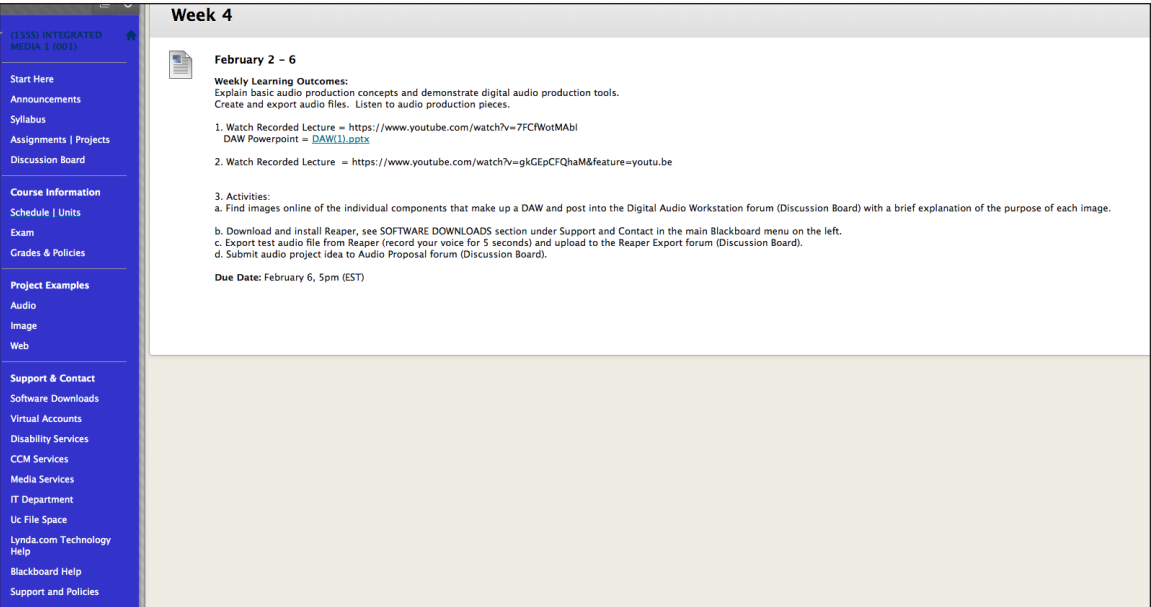 (15SS) INTEGRATED
MEDIA 1 (001)
Start Here
Announcements
Syllabus
Assignments | Projects
Discussion Board
Course Information
Schedule | Units
Exam
Grades & Policies
Project Examples
Audio
Image
Web
Support & Contact
Software Downloads
Virtual Accounts
Disability Services
CCM Services
Media Services
IT Department
Uc File Space
Lynda.com Technology
Help
Blackboard Help
Support and Policies
Week 4
February 2 – 6
Weekly Learning Outcomes:
Explain basic audio production concepts and demonstrate digital audio production tools.
Create and export audio files. Listen to audio production pieces.
1. Watch Recorded Lecture = https://www.youtube.com/watch?v=7FCfWotMAbI
DAW Powerpoint = DAW(1).pptx
2. Watch Recorded Lecture = https://www.youtube.com/watch?v=gkGEpCFQhaM&feature=youtu.be
3. Activities:
a. Find images online of the individual components that make up a DAW and post into the Digital Audio Workstation forum (Discussion Board) with a brief explanation of the purpose of each image.
b. Download and install Reaper, see SOFTWARE DOWNLOADS section under Support and Contact in the main Blackboard menu on the left.
c. Export test audio file from Reaper (record your voice for 5 seconds) and upload to the Reaper Export forum (Discussion Board).
d. Submit audio project idea to Audio Proposal forum (Discussion Board).
Due Date: February 6, 5pm (EST)